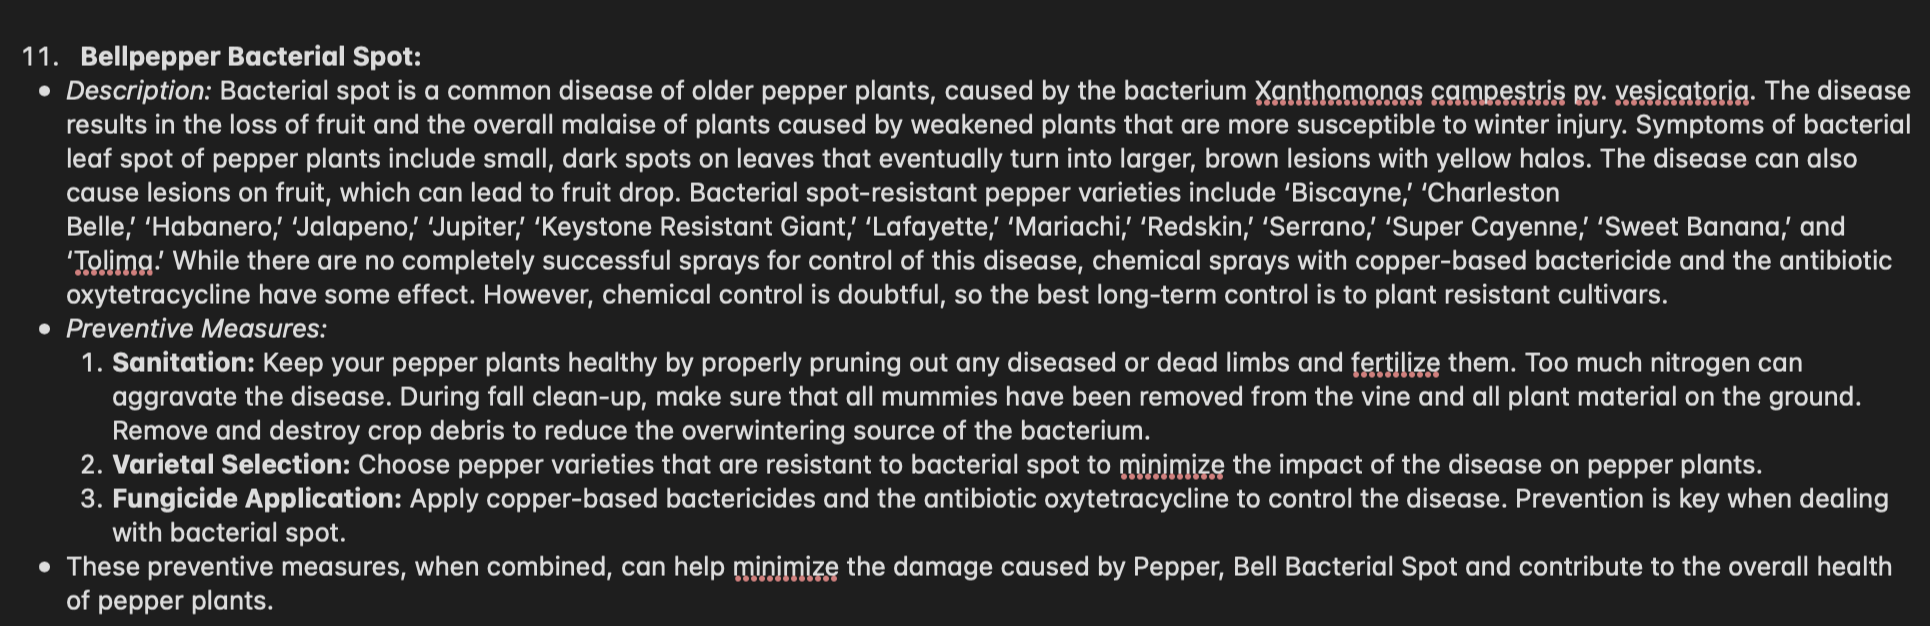 11. Bellpepper Bacterial Spot:
• Description: Bacterial spot is a common disease of older pepper plants, caused by the bacterium Xanthomonas campestris pv. vesicatoria. The disease
results in the loss of fruit and the overall malaise of plants caused by weakened plants that are more susceptible to winter injury. Symptoms of bacterial
leaf spot of pepper plants include small, dark spots on leaves that eventually turn into larger, brown lesions with yellow halos. The disease can also
cause lesions on fruit, which can lead to fruit drop. Bacterial spot-resistant pepper varieties include ‘Biscayne,’ ‘Charleston
Belle,’ ‘Habanero,’ ‘Jalapeno,’ ‘Jupiter,’ ‘Keystone Resistant Giant,’ ‘Lafayette,’ ‘Mariachi,’ ‘Redskin,’ ‘Serrano,’ ‘Super Cayenne,’ ‘Sweet Banana,’ and
‘Tolima.’ While there are no completely successful sprays for control of this disease, chemical sprays with copper-based bactericide and the antibiotic
oxytetracycline have some effect. However, chemical control is doubtful, so the best long-term control is to plant resistant cultivars.
• Preventive Measures:
1. Sanitation: Keep your pepper plants healthy by properly pruning out any diseased or dead limbs and fertilize them. Too much nitrogen can
aggravate the disease. During fall clean-up, make sure that all mummies have been removed from the vine and all plant material on the ground.
Remove and destroy crop debris to reduce the overwintering source of the bacterium.
2. Varietal Selection: Choose pepper varieties that are resistant to bacterial spot to minimize the impact of the disease on pepper plants.
3. Fungicide Application: Apply copper-based bactericides and the antibiotic oxytetracycline to control the disease. Prevention is key when dealing
with bacterial spot.
• These preventive measures, when combined, can help minimize the damage caused by Pepper, Bell Bacterial Spot and contribute to the overall health
of pepper plants.